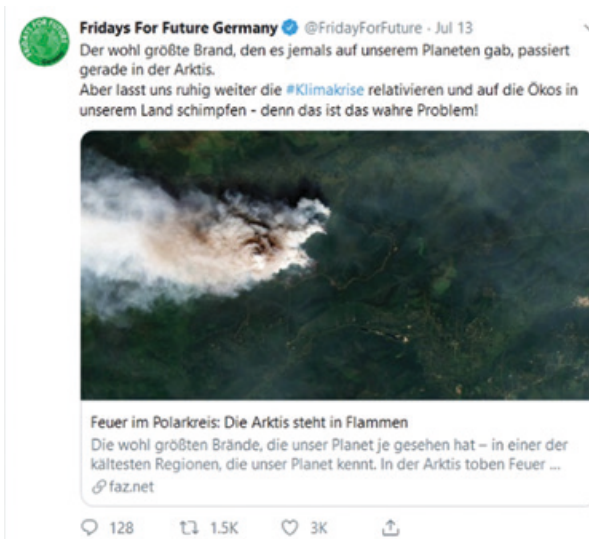 Fridays For Future Germany @FridayForFuture · Jul 13
Der wohl größte Brand, den es jemals auf unserem Planeten gab, passiert
gerade in der Arktis.
Aber lasst uns ruhig weiter die #Klimakrise relativieren und auf die Ökos in
unserem Land schimpfen - denn das ist das wahre Problem!
Feuer im Polarkreis: Die Arktis steht in Flammen
Die wohl größten Brände, die unser Planet je gesehen hat – in einer der
kältesten Regionen, die unser Planet kennt. In der Arktis toben Feuer ...
faz.net
128 1.5K 3K